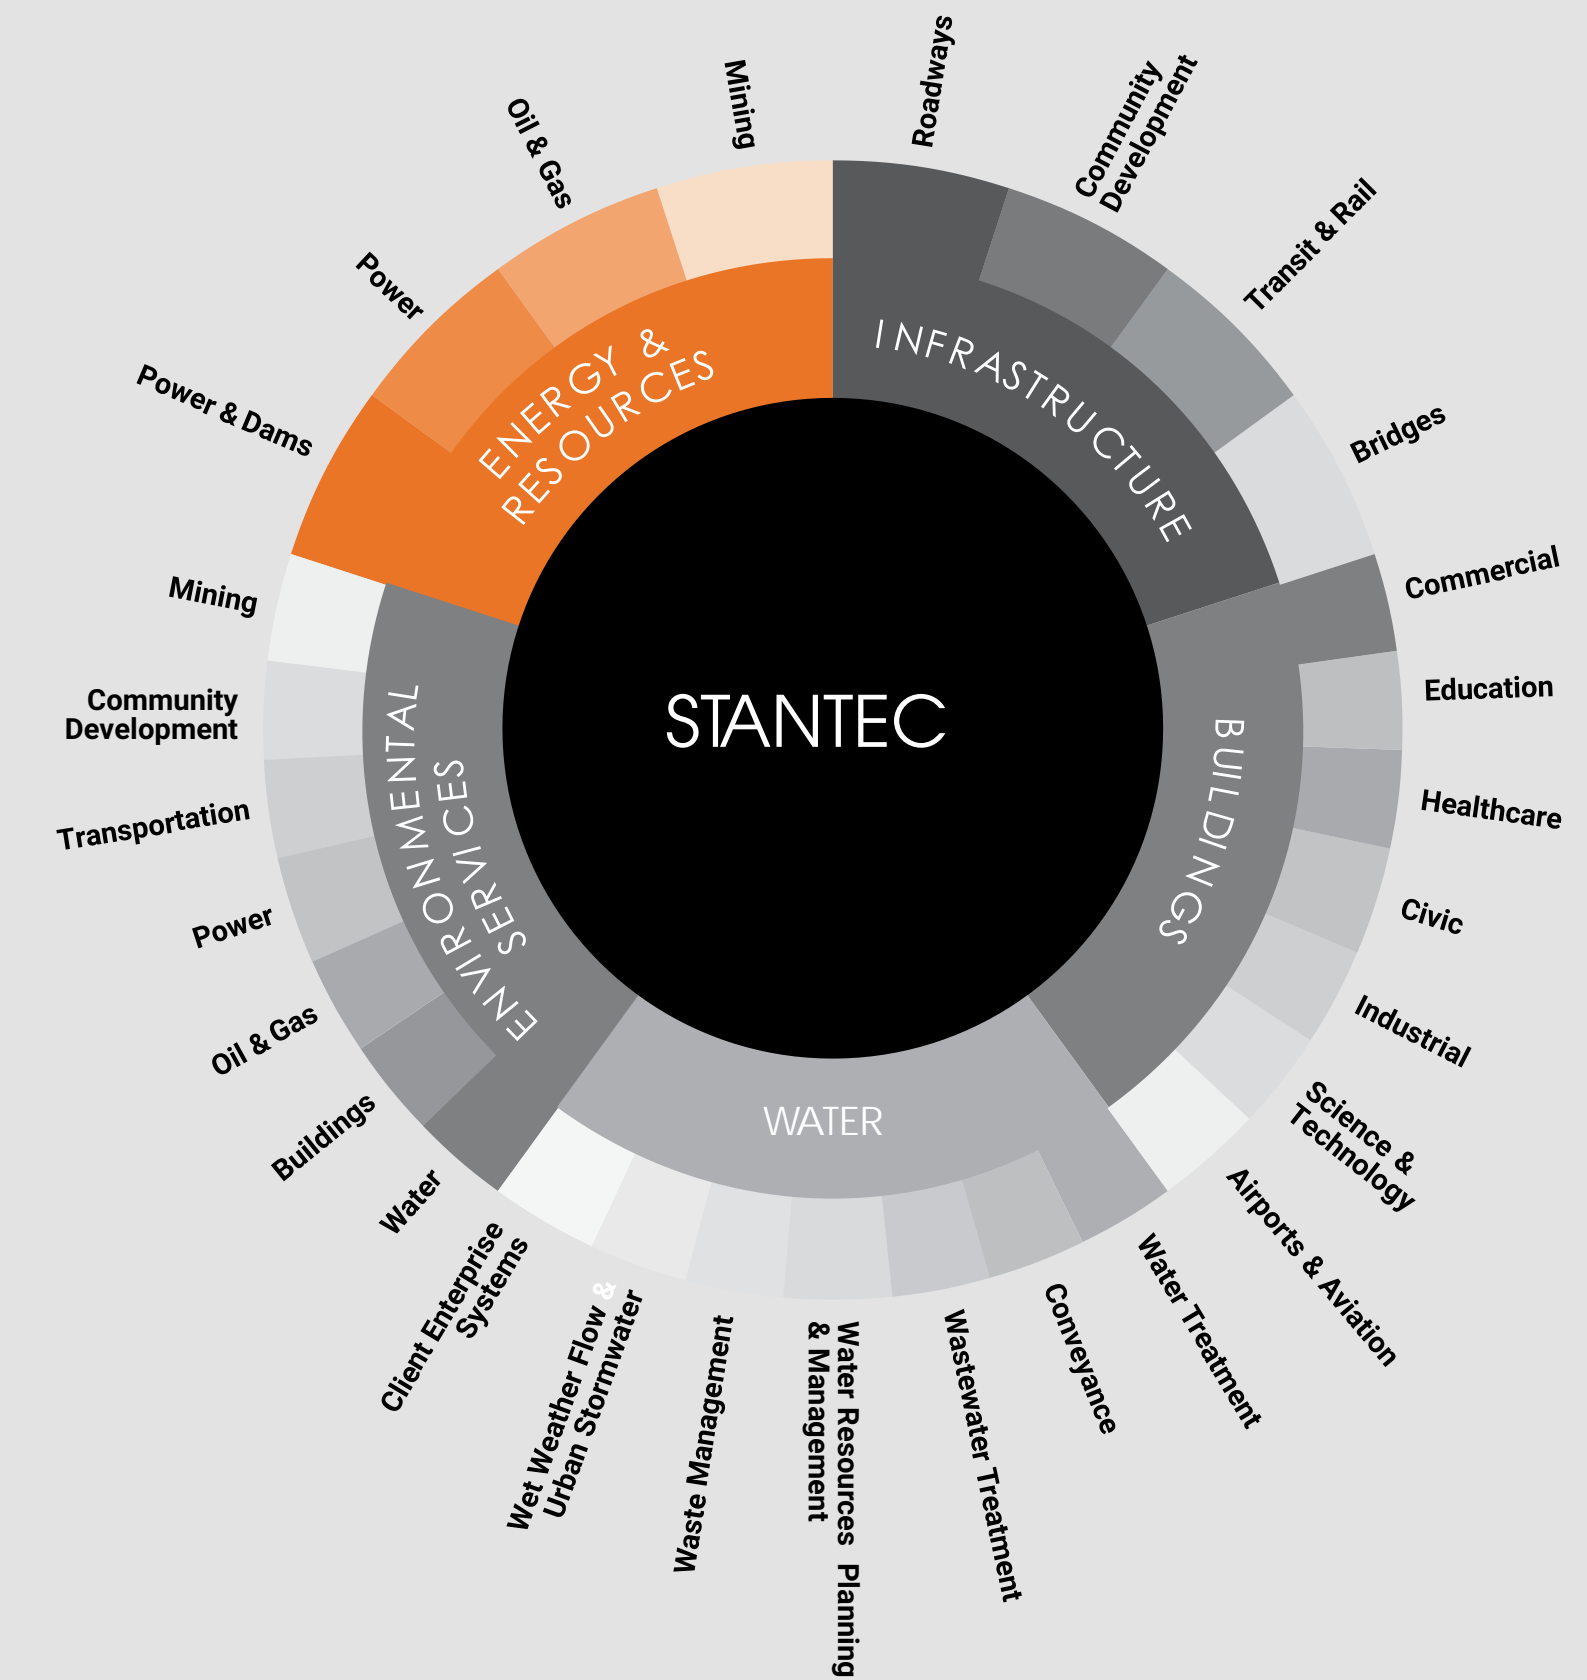 STANTEC
INFRASTRUCTURE
Roadways
Community
Development
Transit & Rail
Bridges
BUILDINGS
Commercial
Education
Healthcare
Civic
Industrial
Science &
Technology
Airports & Aviation
WATER
Water Treatment
Conveyance
Wastewater Treatment
Water Resources Planning
& Management
Waste Management
Wet Weather Flow &
Urban Stormwater
Client Enterprise
Systems
ENVIRONMENTAL
SERVICES
Water
Buildings
Oil & Gas
Power
Transportation
Community
Development
Mining
ENERGY &
RESOURCES
Power & Dams
Power
Oil & Gas
Mining